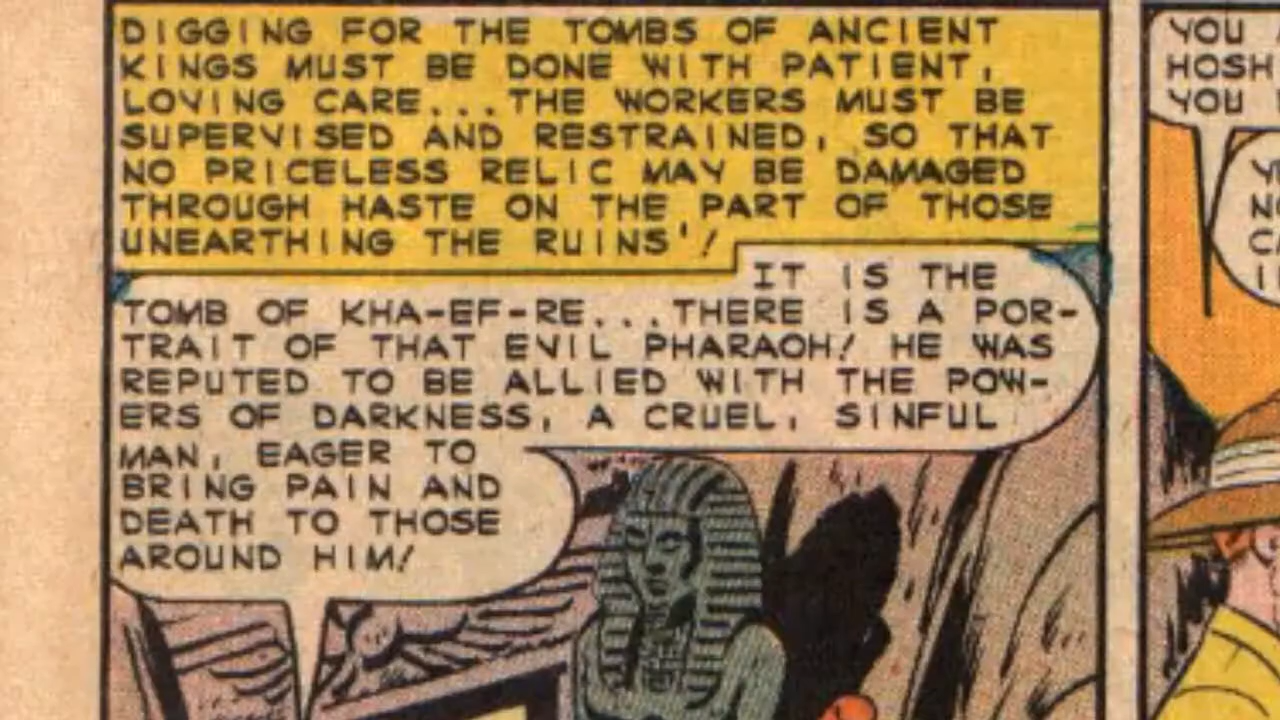 DIGGING FOR THE TOMBS OF ANCIENT
KINGS MUST BE DONE WITH PATIENT,
LOVING CARE...THE WORKERS MUST BE
SUPERVISED AND RESTRAINED, SO THAT
NO PRICELESS RELIC MAY BE DAMAGED
THROUGH HASTE ON THE PART OF THOSE
UNEARTHING THE RUINS'!
IT IS THE
TOMB OF KHA-EF-RE...THERE IS A POR-
TRAIT OF THAT EVIL PHARAOH! HE WAS
REPUTED TO BE ALLIED WITH THE POW-
ERS OF DARKNESS, A CRUEL, SINFUL
MAN, EAGER TO
BRING PAIN AND
DEATH TO THOSE
AROUND HIM!
YOU
HOSH
YOU